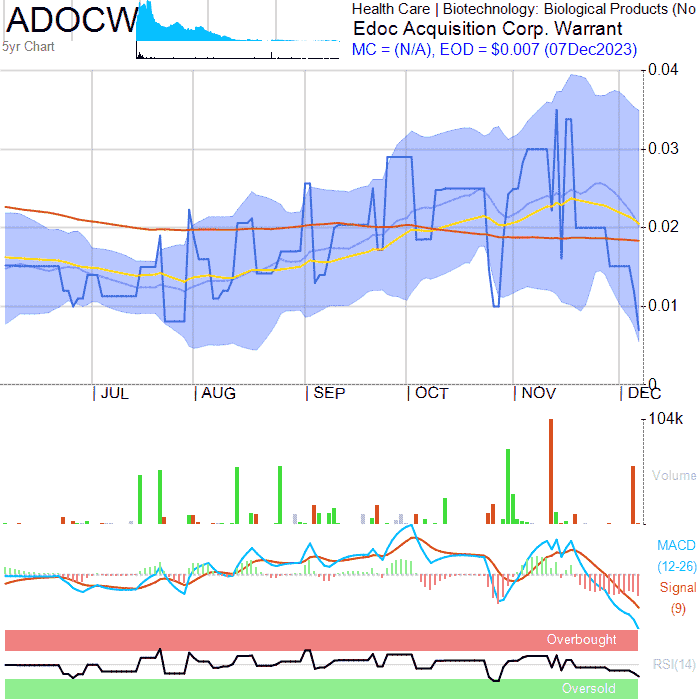 ADOCW
5yr Chart
Health Care | Biotechnology: Biological Products (No
Edoc Acquisition Corp. Warrant
MC = (N/A), EOD = $0.007 (07Dec2023)
0.04
0.03
0.02
0.01
0
JUL AUG SEP OCT NOV DEC
104k
Volume
MACD
(12-26)
Signal
(9)
Overbought
RSI(14)
Oversold